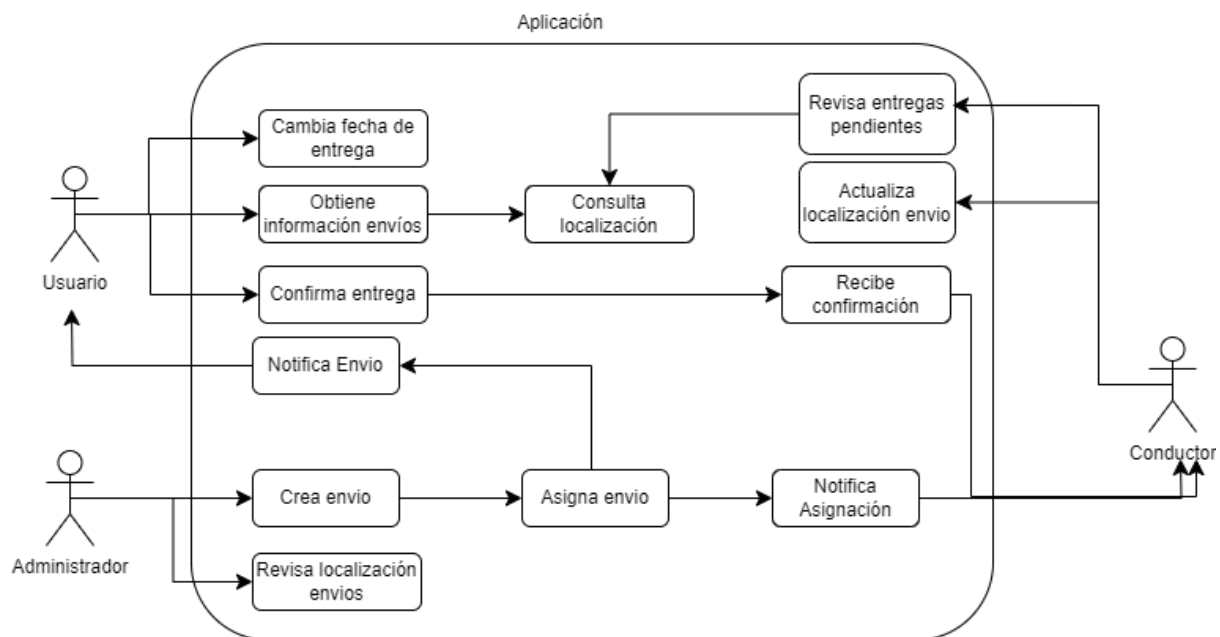 Aplicación
Revisa entregas
pendientes
Cambia fecha de
entrega
Obtiene
información envíos
Consulta
localización
Actualiza
localización envio
Usuario
Confirma entrega
Recibe
confirmación
Notifica Envio
Conductor
Crea envio
Asigna envio
Notifica
Asignación
Administrador
Revisa localización
envios